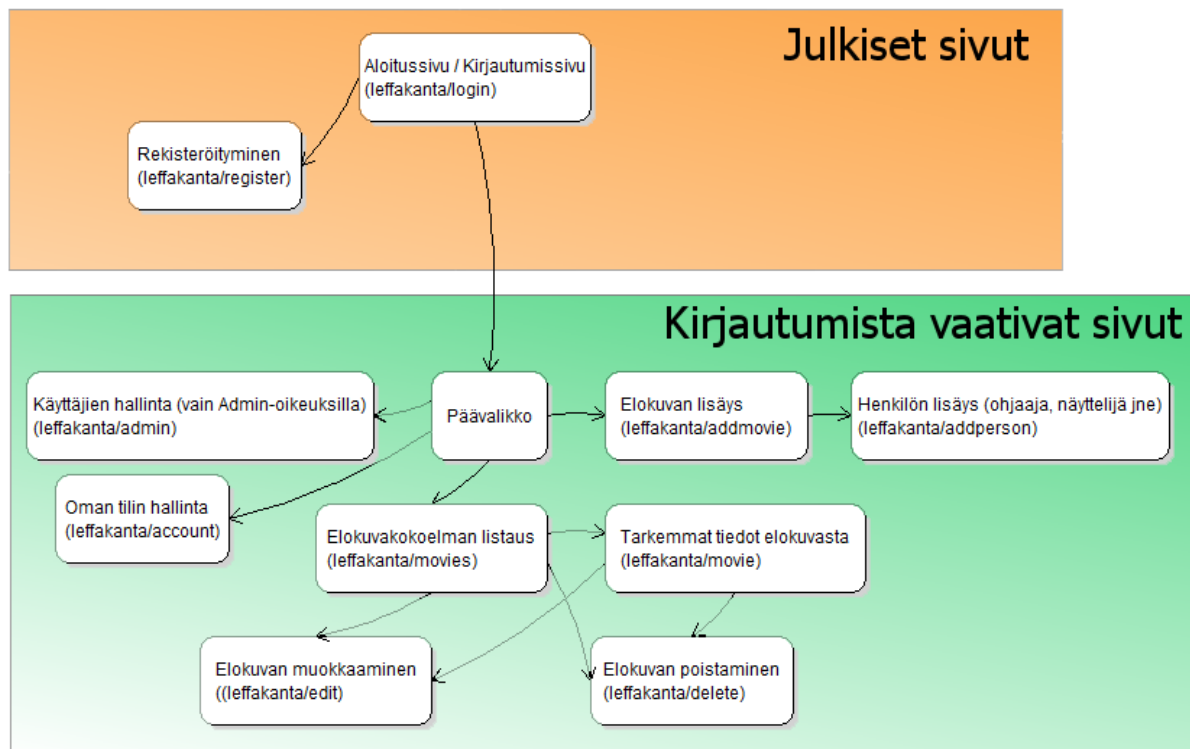 Julkiset sivut
Aloitussivu / Kirjautumissivu
(leffakanta/login)
Rekisteröityminen
(leffakanta/register)
Kirjautumista vaativat sivut
Käyttäjien hallinta (vain Admin-oikeuksilla)
(leffakanta/admin)
Päävalikko
Elokuvan lisäys
(leffakanta/addmovie)
Henkilön lisäys (ohjaaja, näyttelijä jne)
(leffakanta/addperson)
Oman tilin hallinta
(leffakanta/account)
Elokuvakokoelman listaus
(leffakanta/movies)
Tarkemmat tiedot elokuvasta
(leffakanta/movie)
Elokuvan muokkaaminen
((leffakanta/edit)
Elokuvan poistaminen
(leffakanta/delete)